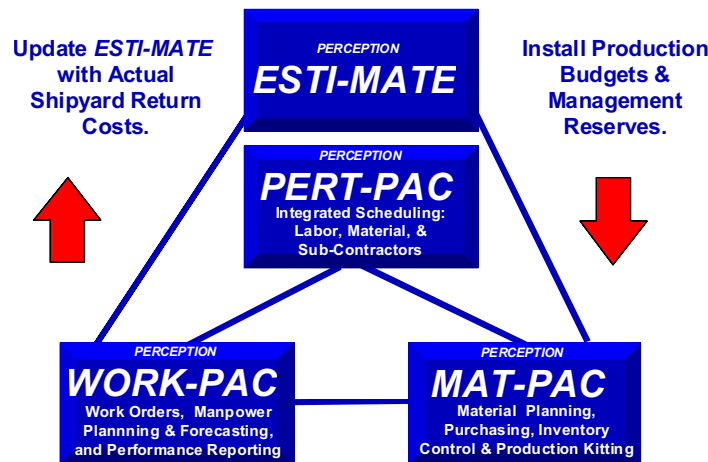 Update ESTI-MATE
with Actual
Shipyard Return
Costs.
PERCEPTION
ESTI-MATE
Install Production
Budgets &
Management
Reserves.
PERCEPTION
PERT-PAC
Integrated Scheduling:
Labor, Material, &
Sub-Contractors
PERCEPTION
WORK-PAC
Work Orders, Manpower
Plannning & Forecasting,
and Performance Reporting
PERCEPTION
MAT-PAC
Material Planning,
Purchasing, Inventory
Control & Production Kitting